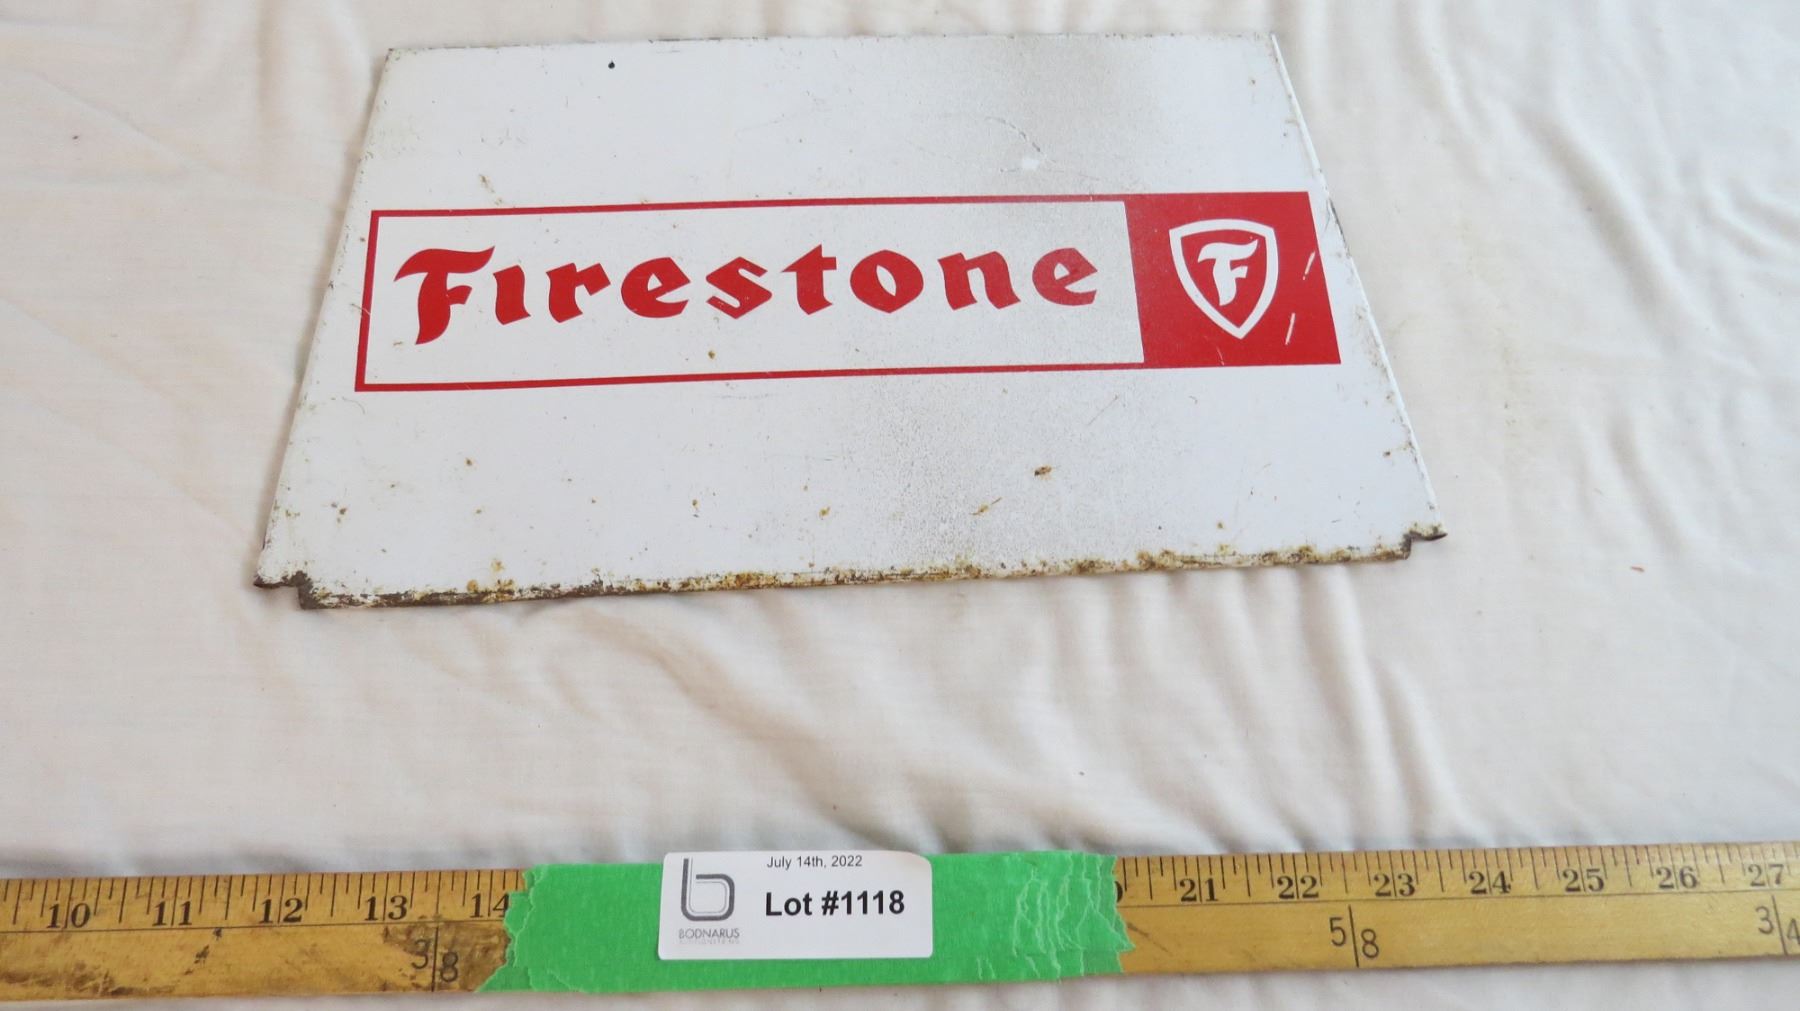 Firestone F
July 14th, 2022
Lot #1118
b
BODNARUS
10 11 12 13 14 21 22 23 24 25 26 27
3/8 5/8 3/4